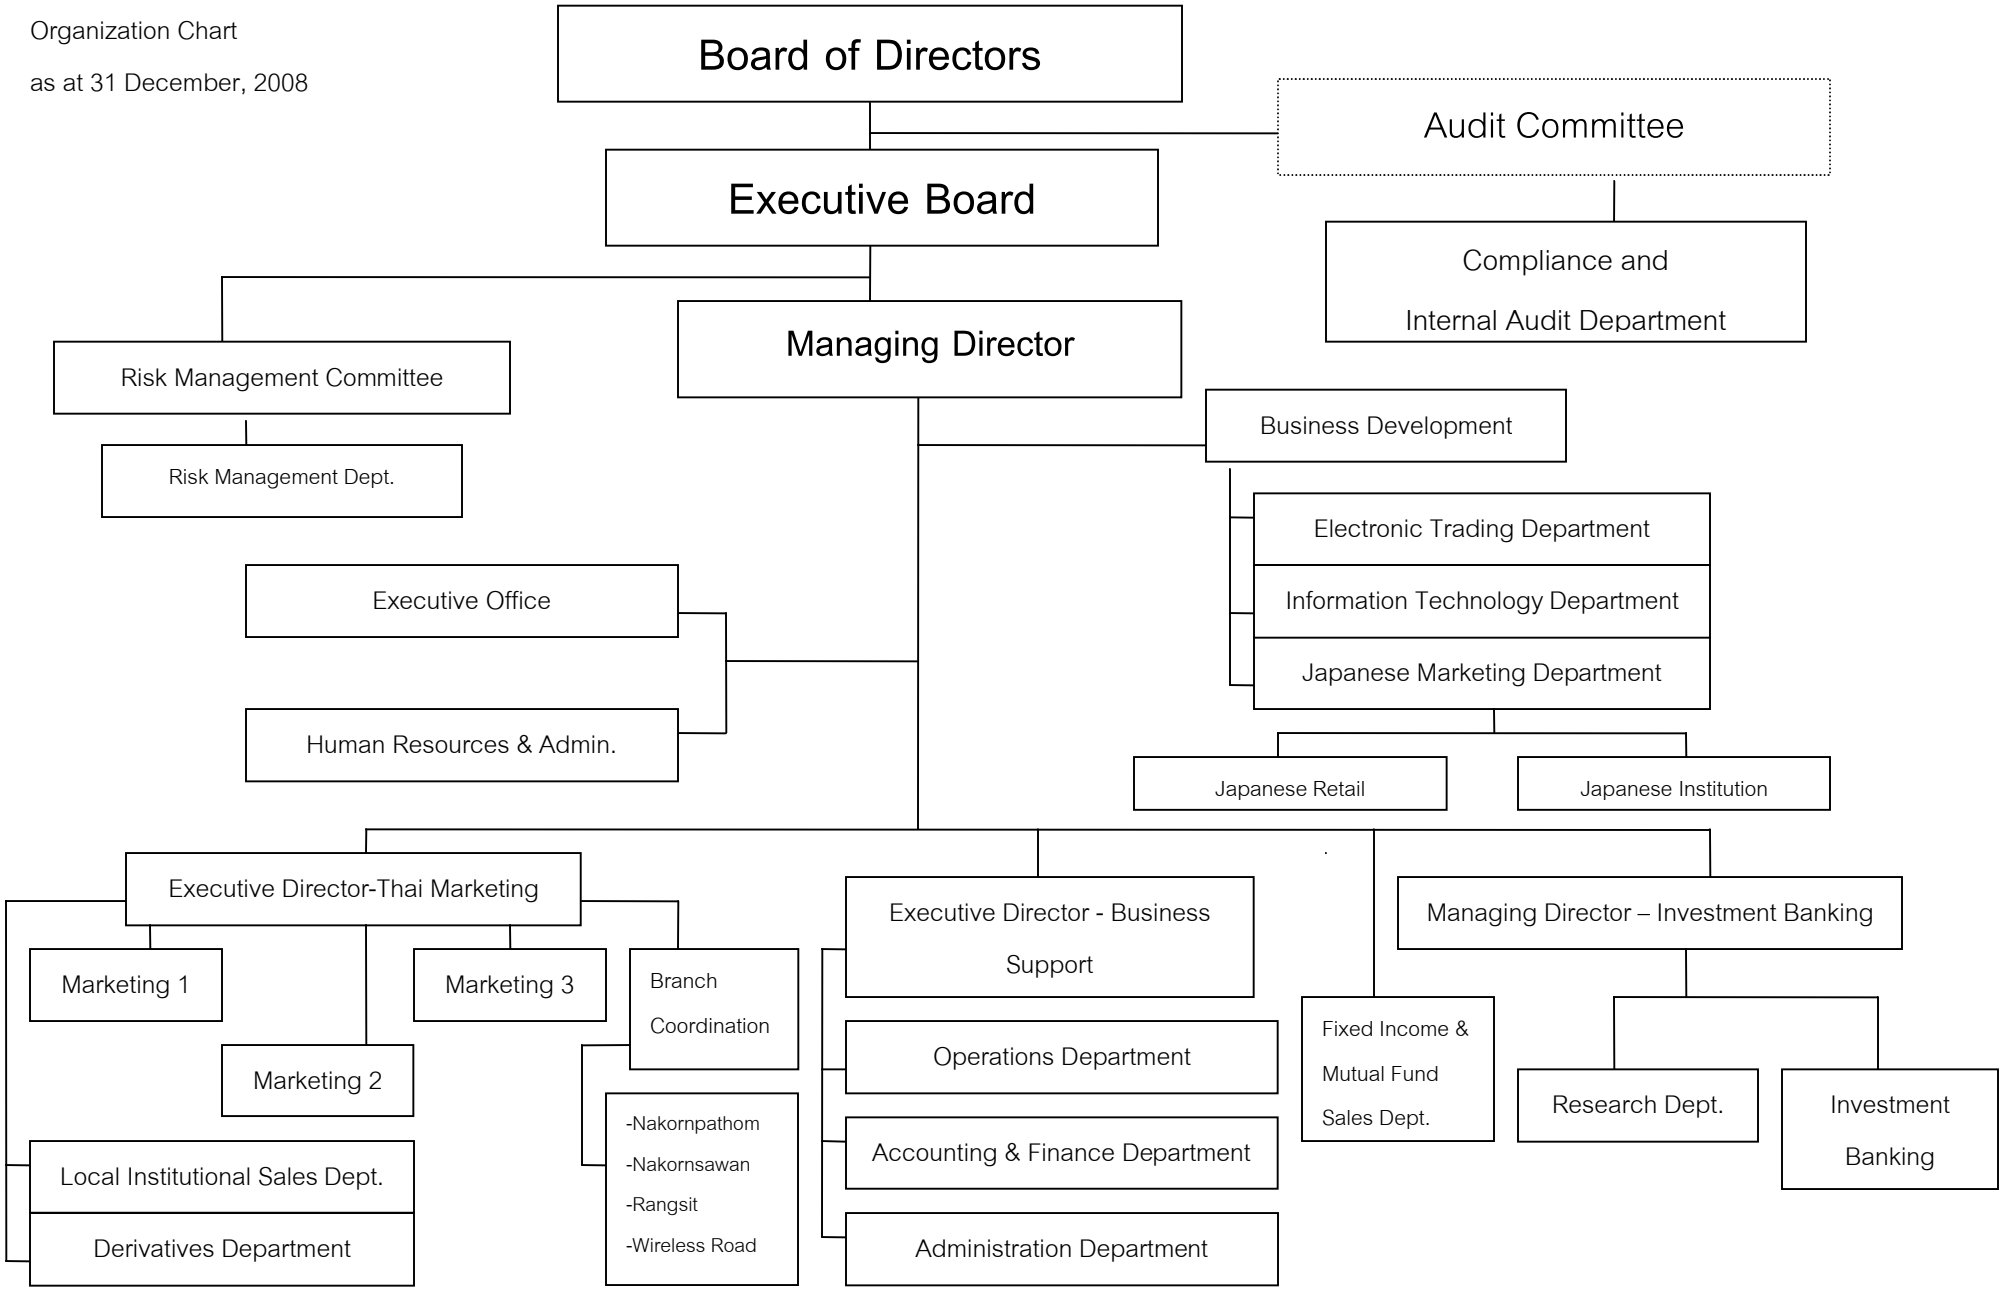 Organization Chart
as at 31 December, 2008
Board of Directors
Audit Committee
Executive Board
Compliance and
Internal Audit Department
Managing Director
Risk Management Committee
Risk Management Dept.
Business Development
Electronic Trading Department
Information Technology Department
Japanese Marketing Department
Executive Office
Human Resources & Admin.
Japanese Retail
Japanese Institution
Executive Director-Thai Marketing
Marketing 1
Marketing 2
Marketing 3
Branch
Coordination
-Nakornpathom
-Nakornsawan
-Rangsit
-Wireless Road
Local Institutional Sales Dept.
Derivatives Department
Executive Director - Business
Support
Operations Department
Accounting & Finance Department
Administration Department
Fixed Income &
Mutual Fund
Sales Dept.
Managing Director – Investment Banking
Research Dept.
Investment
Banking